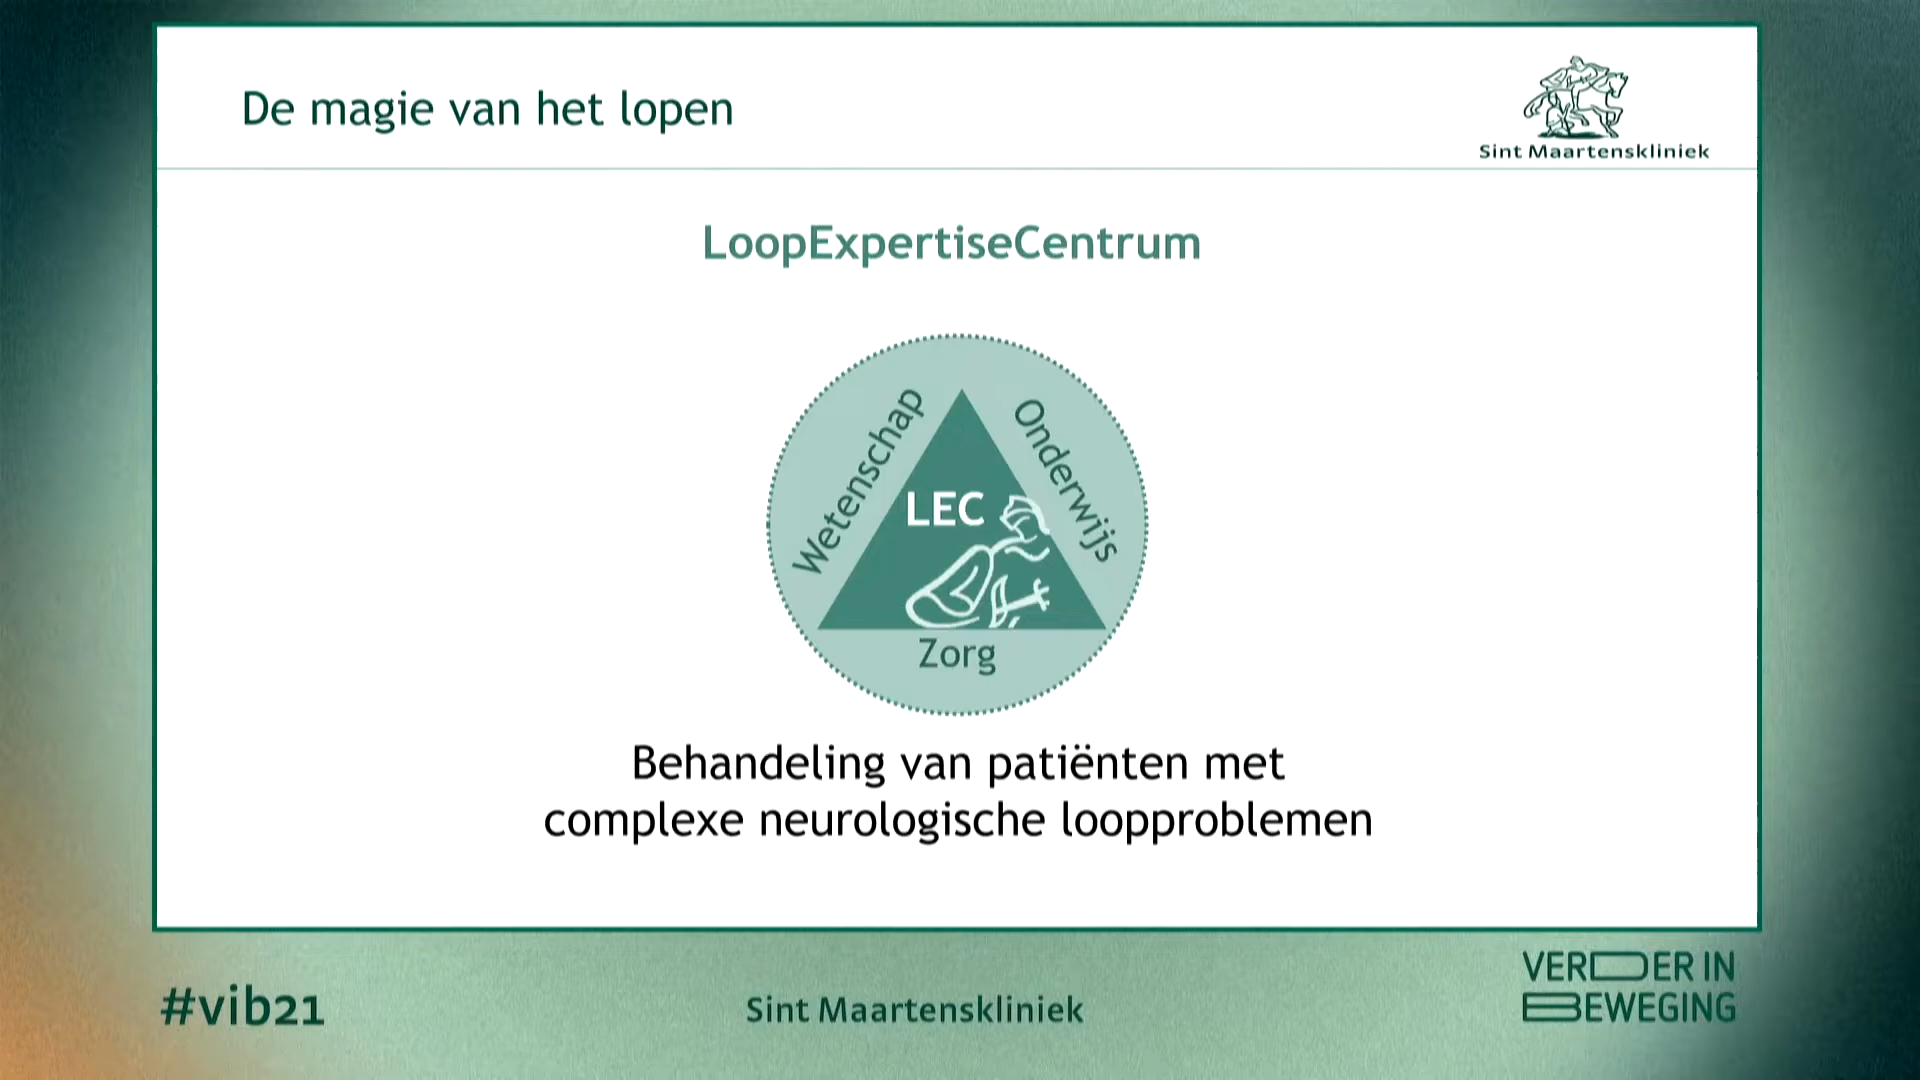 De magie van het lopen
Sint Maartenskliniek
LoopExpertiseCentrum
Wetenschap
Onderwijs
LEC
Zorg
Behandeling van patiënten met
complexe neurologische loopproblemen
#vib21
Sint Maartenskliniek
VERDER IN
BEWEGING